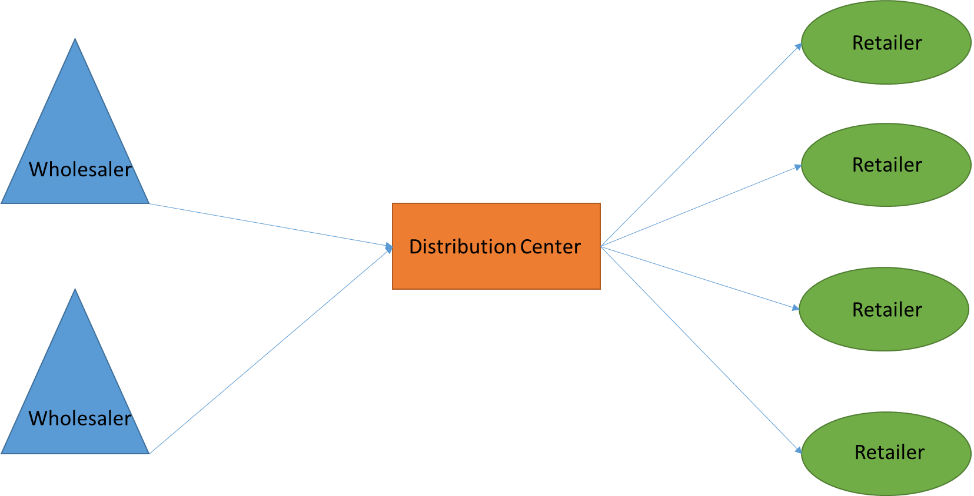 Wholesaler
Wholesaler
Distribution Center
Retailer
Retailer
Retailer
Retailer